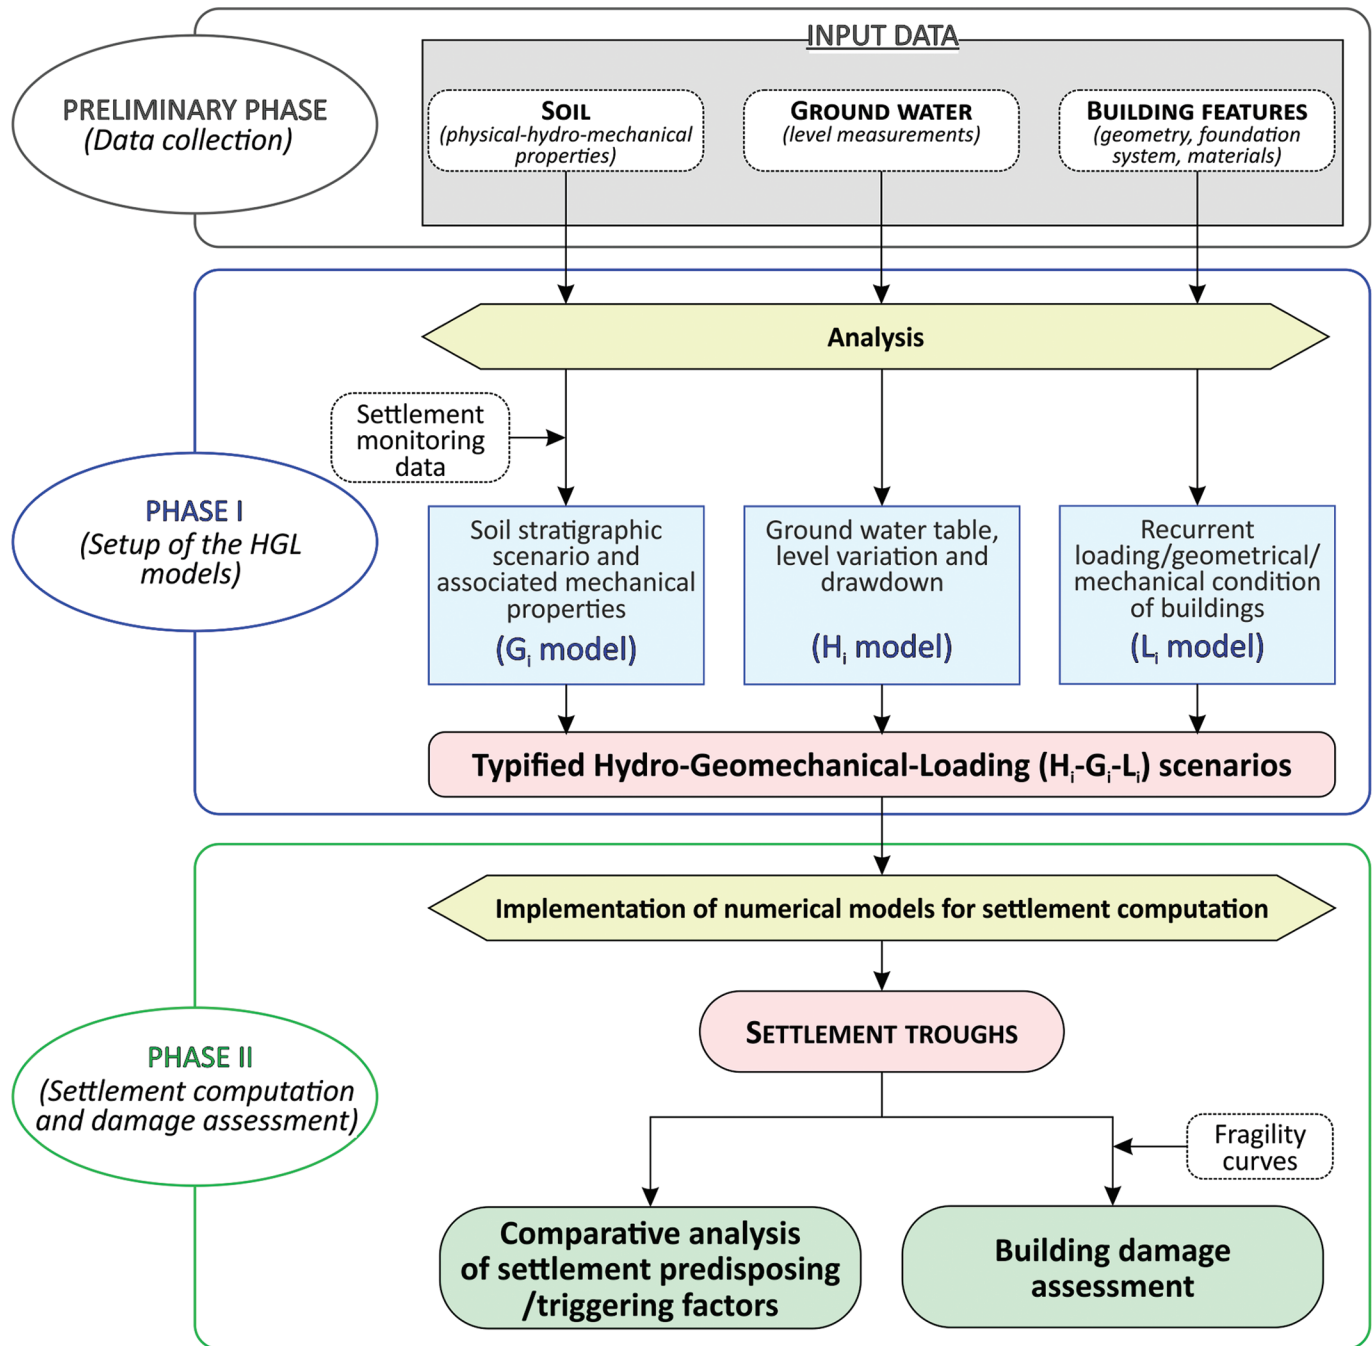 INPUT DATA
PRELIMINARY PHASE
(Data collection)
SOIL
(physical-hydro-mechanical
properties)
GROUND WATER
(level measurements)
BUILDING FEATURES
(geometry, foundation
system, materials)
Analysis
Settlement
monitoring
data
PHASE I
(Setup of the HGL
models)
Soil stratigraphic
scenario and
associated mechanical
properties
(Gi model)
Ground water table,
level variation and
drawdown
(Hi model)
Recurrent
loading/geometrical/
mechanical condition
of buildings
(Li model)
Typified Hydro-Geomechanical-Loading (Hi-Gi-Li) scenarios
Implementation of numerical models for settlement computation
SETTLEMENT TROUGHS
PHASE II
(Settlement computation
and damage assessment)
Fragility
curves
Comparative analysis
of settlement predisposing
/triggering factors
Building damage
assessment